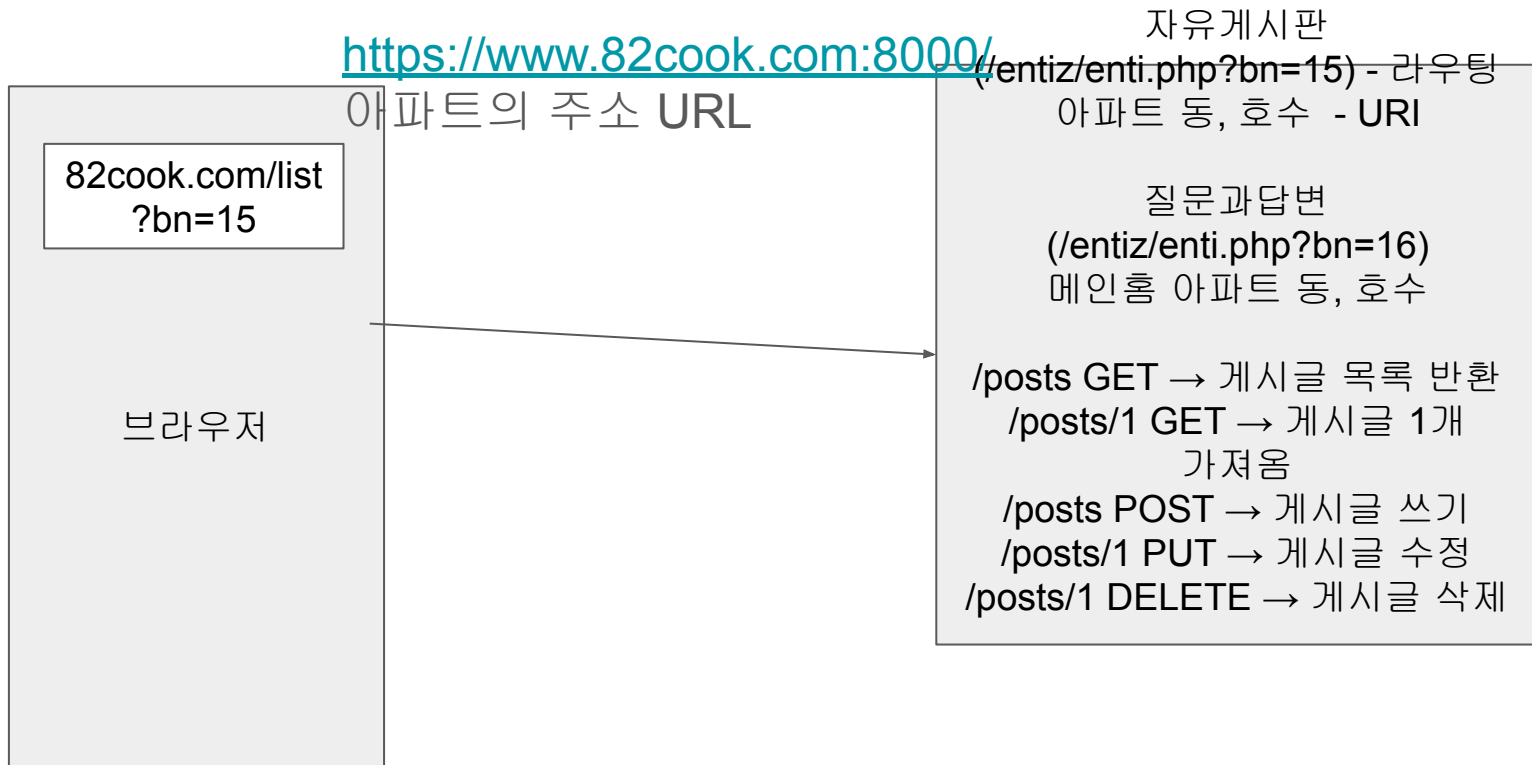 https://www.82cook.com:8000/
아파트의 주소 URL
82cook.com/list
?bn=15
브라우저
자유게시판
(/entiz/enti.php?bn=15) - 라우팅
아파트 동, 호수 - URI
질문과답변
(/entiz/enti.php?bn=16)
메인홈 아파트 동, 호수
/posts GET → 게시글 목록 반환
/posts/1 GET → 게시글 1개
가져옴
/posts POST → 게시글 쓰기
/posts/1 PUT → 게시글 수정
/posts/1 DELETE → 게시글 삭제